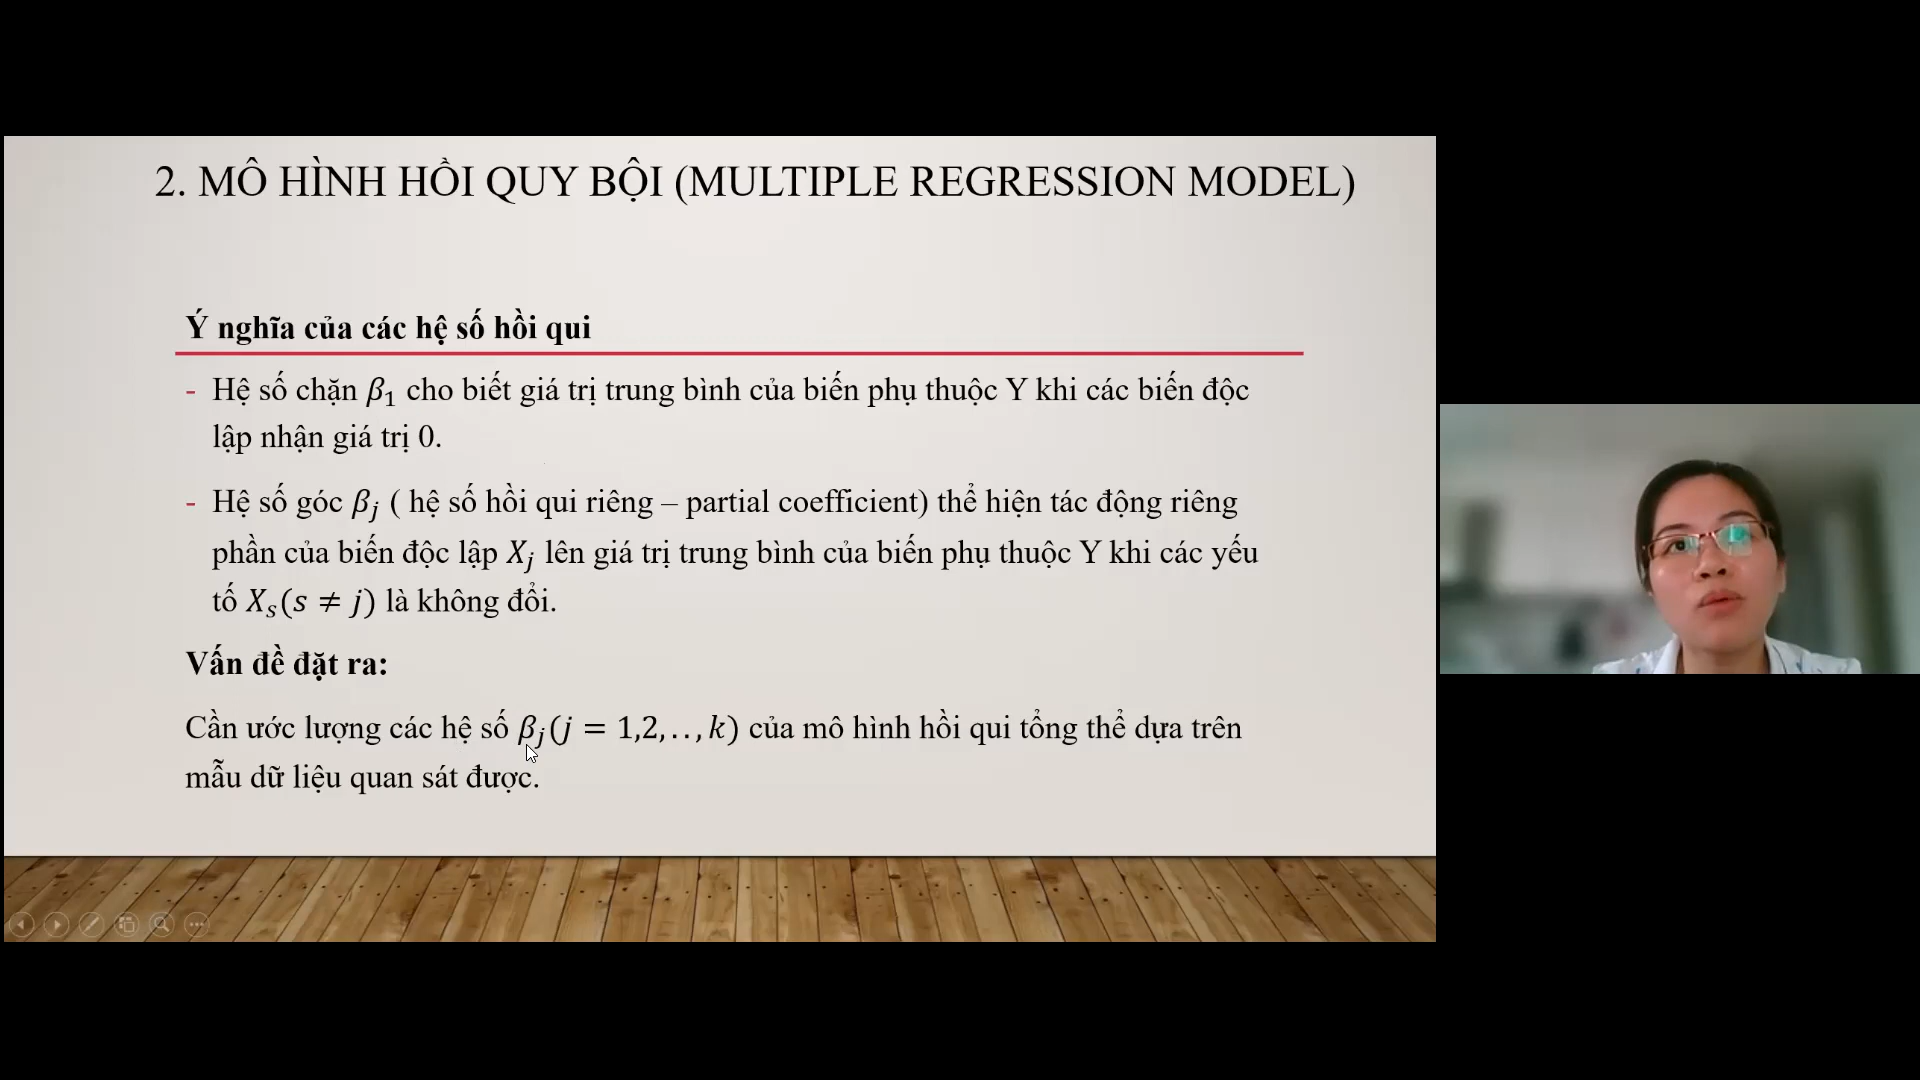 2. MÔ HÌNH HỒI QUY BỘI (MULTIPLE REGRESSION MODEL)
Ý nghĩa của các hệ số hồi qui
- Hệ số chặn β₁ cho biết giá trị trung bình của biến phụ thuộc Y khi các biến độc
lập nhận giá trị 0.
- Hệ số góc βⱼ ( hệ số hồi qui riêng – partial coefficient) thể hiện tác động riêng
phần của biến độc lập Xⱼ lên giá trị trung bình của biến phụ thuộc Y khi các yếu
tố Xₛ(s ≠ j) là không đổi.
Vấn đề đặt ra:
Cần ước lượng các hệ số βⱼ(j = 1,2,..,k) của mô hình hồi qui tổng thể dựa trên
mẫu dữ liệu quan sát được.